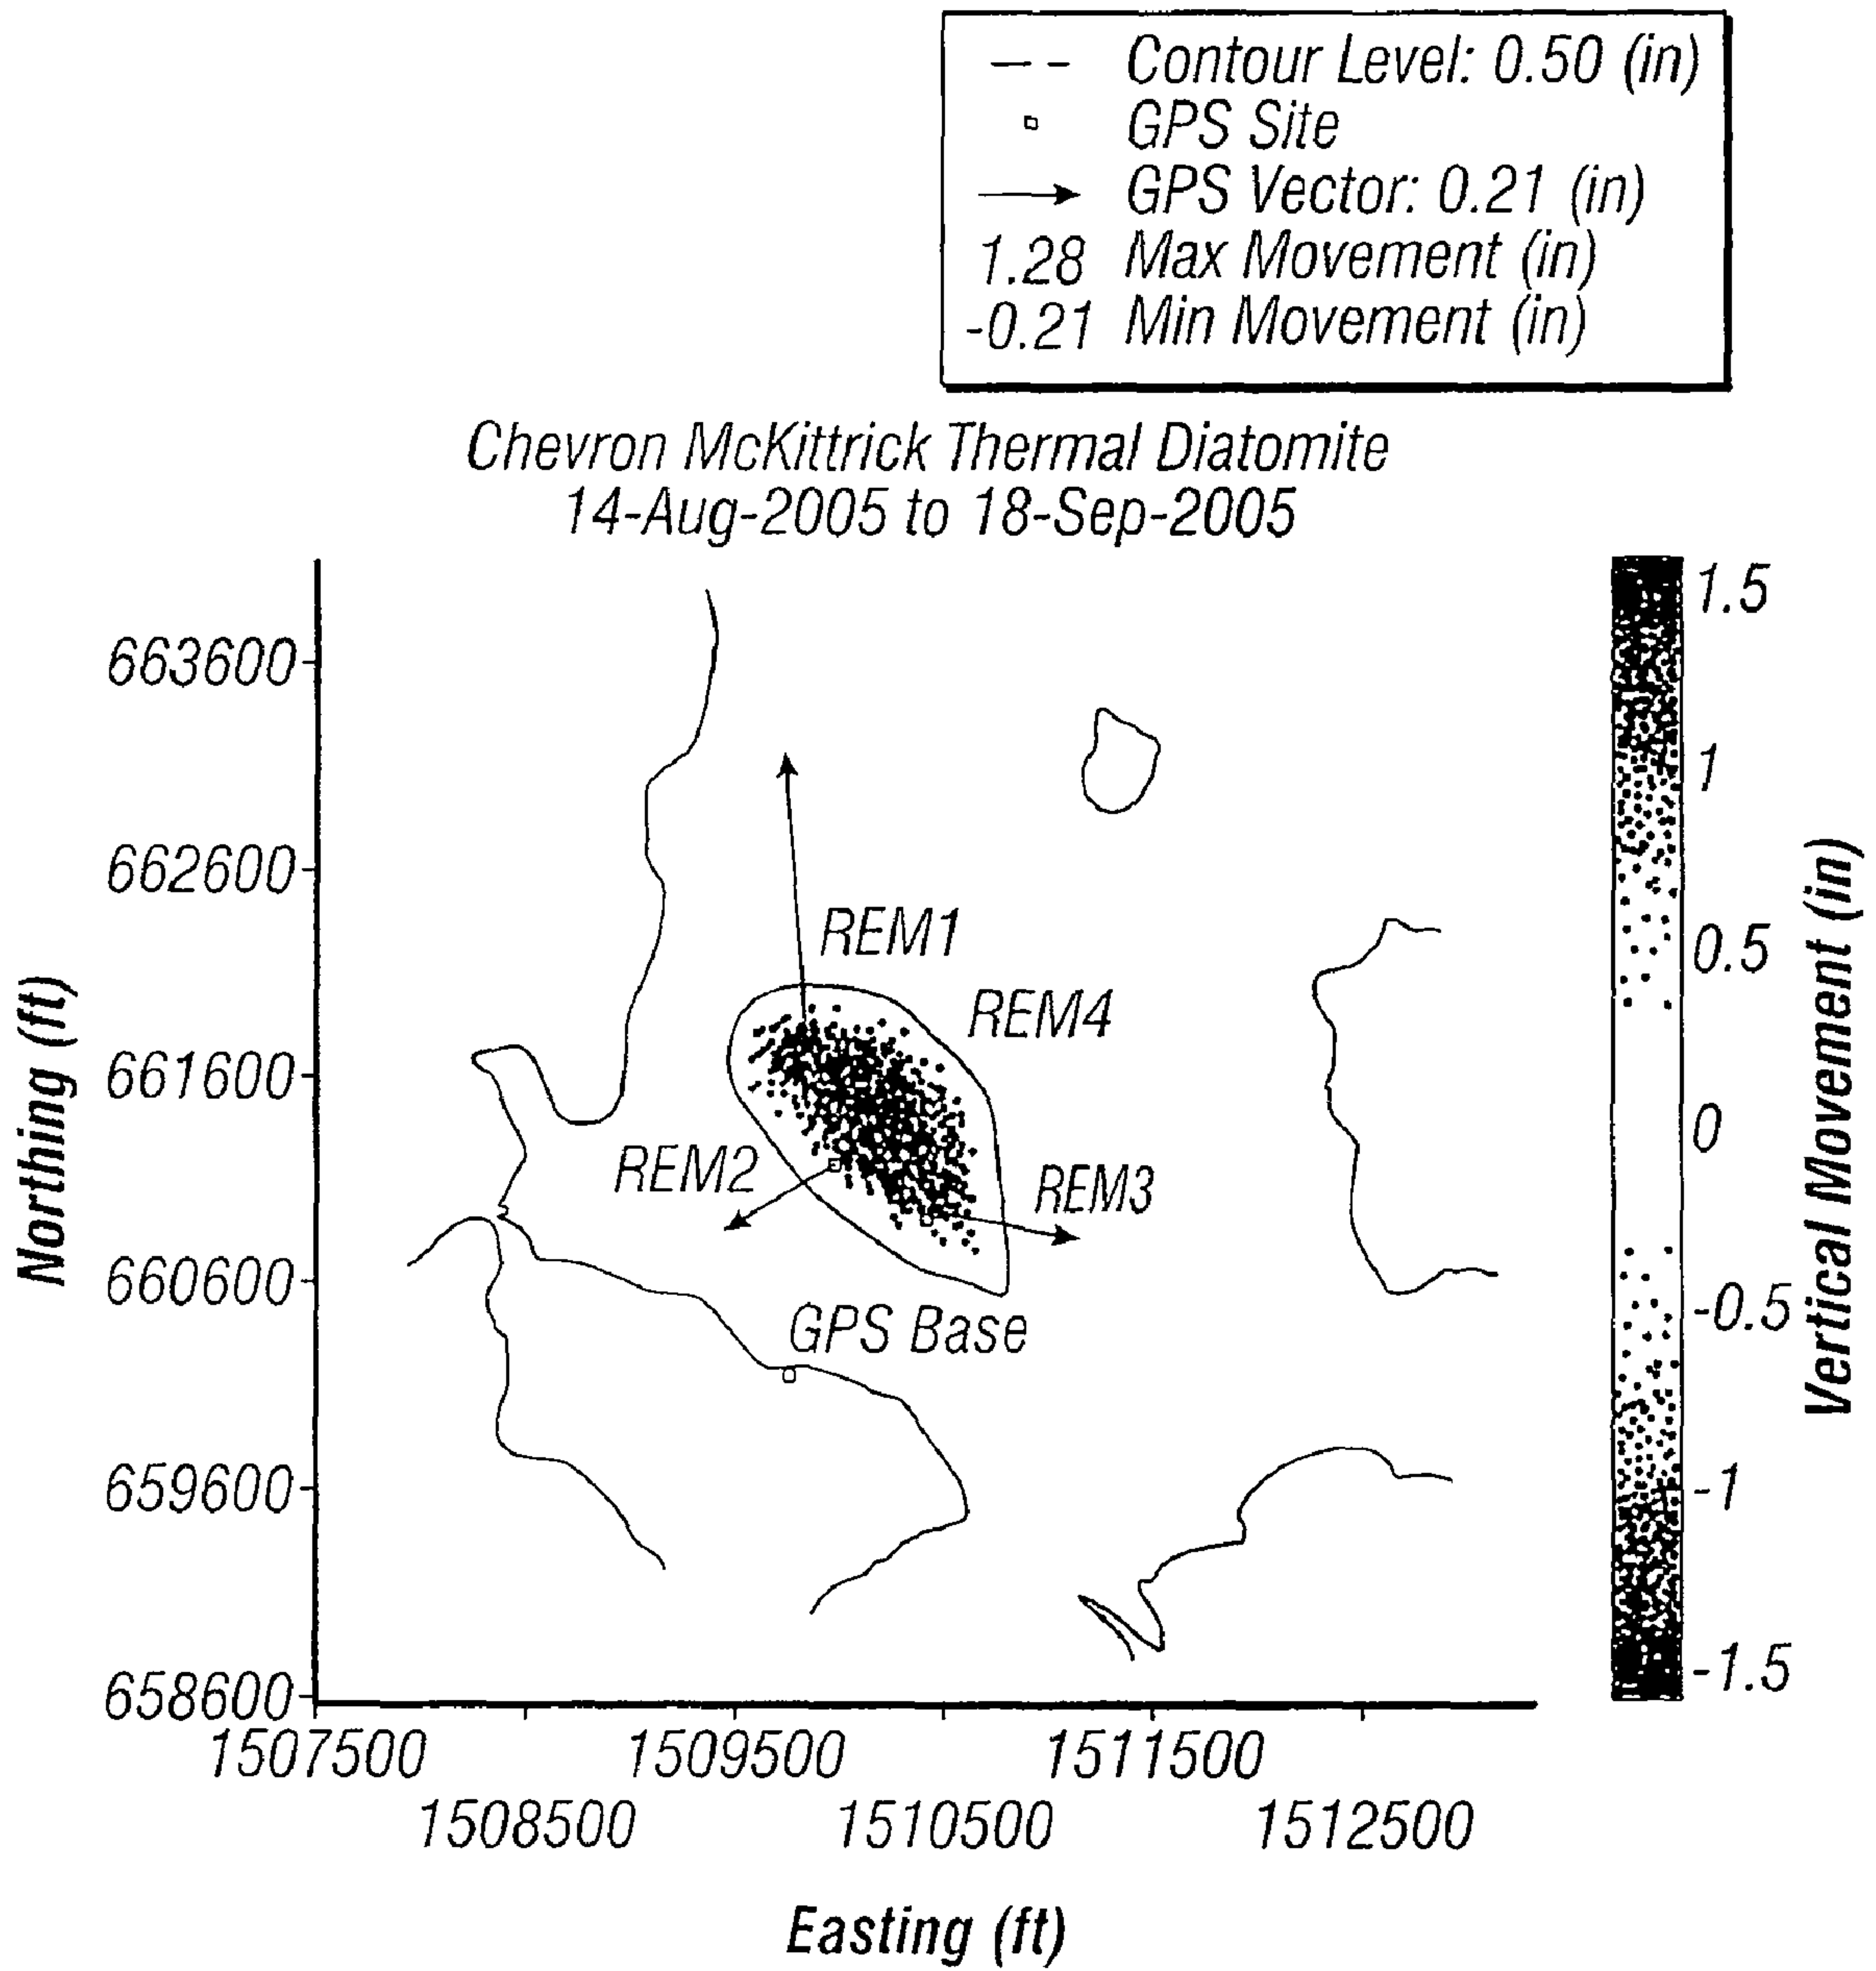 Contour Level: 0.50 (in)
GPS Site
GPS Vector: 0.21 (in)
1.28 Max Movement (in)
-0.21 Min Movement (in)
Chevron McKittrick Thermal Diatomite
14-Aug-2005 to 18-Sep-2005
Northing (ft)
663600
662600
661600
660600
659600
658600
REM1
REM4
REM2
REM3
GPS Base
1.5
1
0.5
0
-0.5
-1
-1.5
Vertical Movement (in)
1507500 1509500 1511500
1508500 1510500 1512500
Easting (ft)